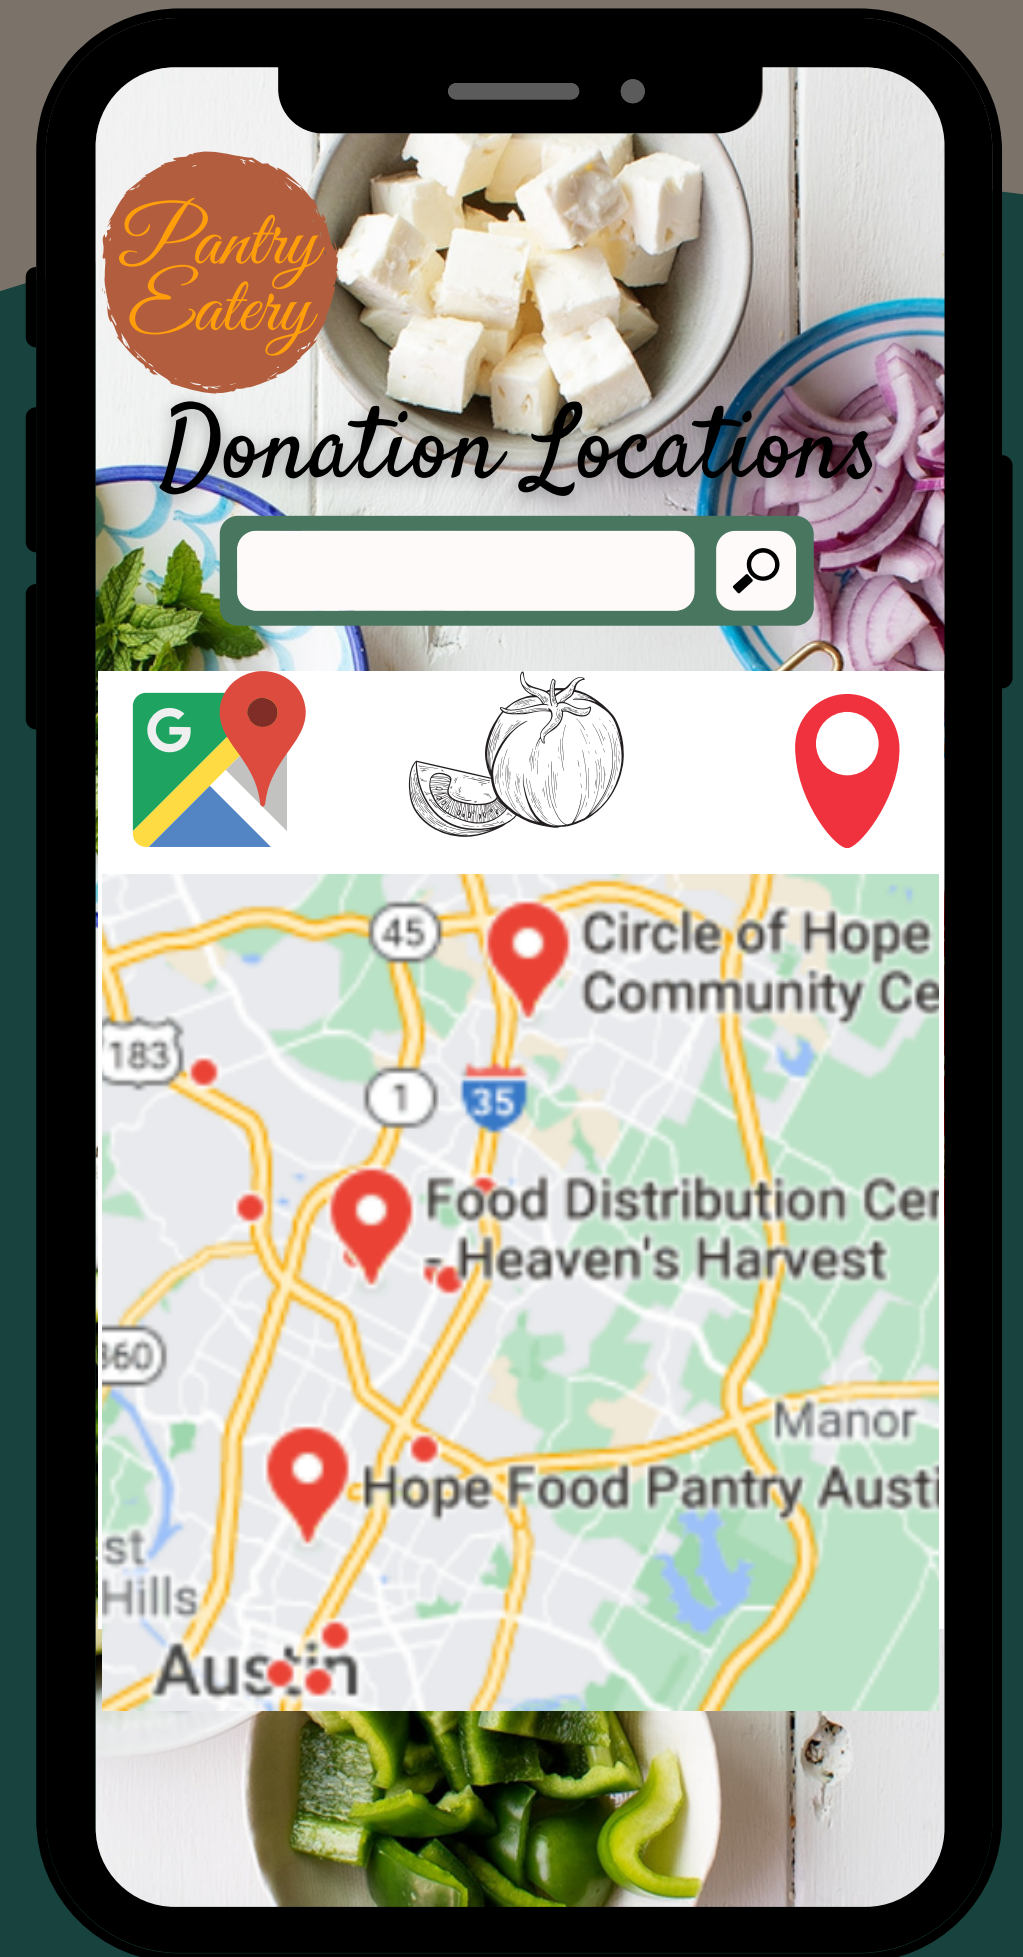 Pantry
Eatery
Donation Locations
G
45
Circle of Hope
Community Ce
183
1
35
Food Distribution Cer
- Heaven's Harvest
360
Manor
Hope Food Pantry Austi
st
Hills
Austin